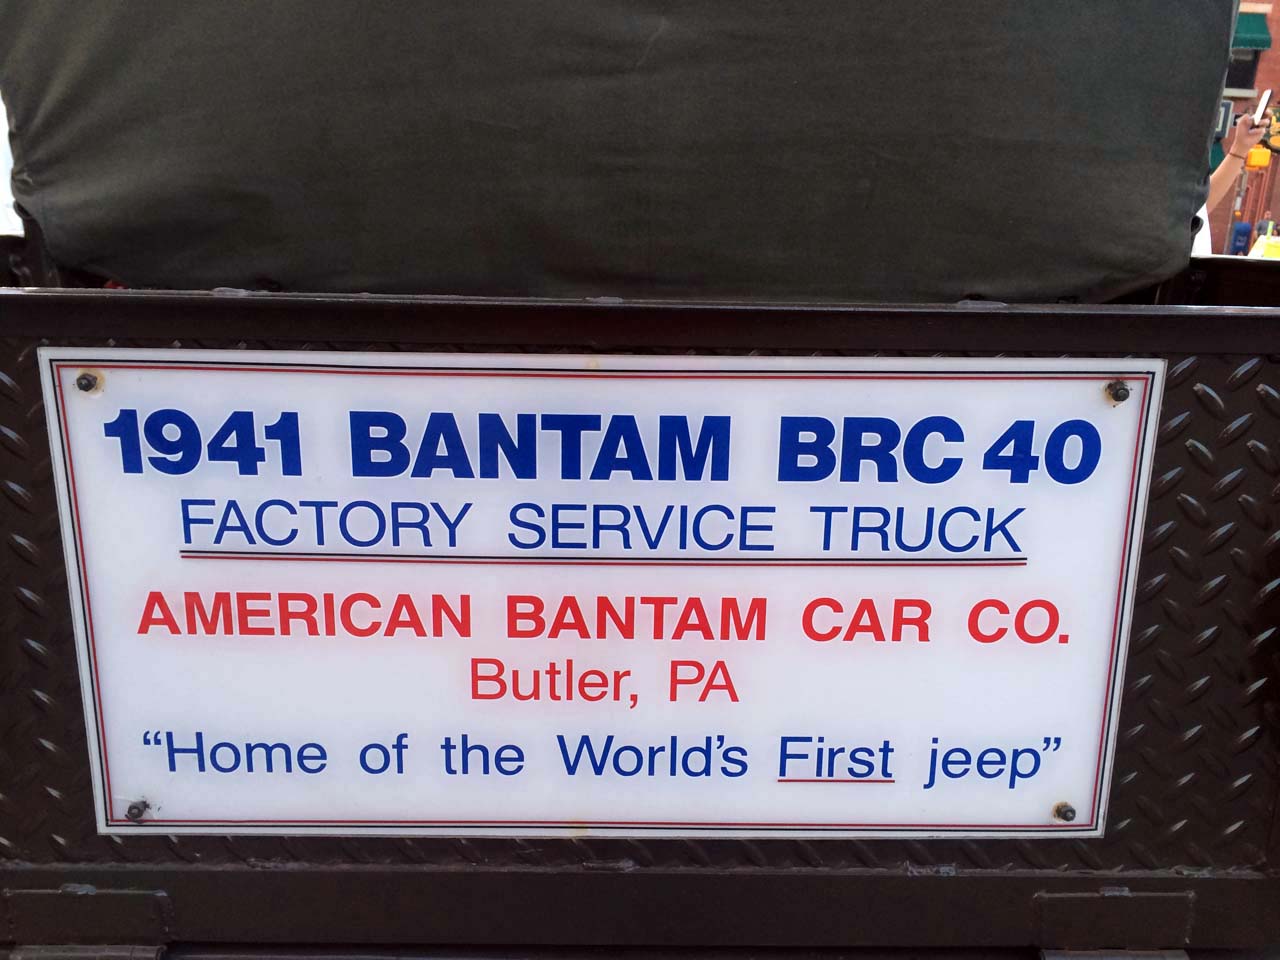 1941 BANTAM BRC 40
FACTORY SERVICE TRUCK
AMERICAN BANTAM CAR CO.
Butler, PA
“Home of the World’s First jeep”